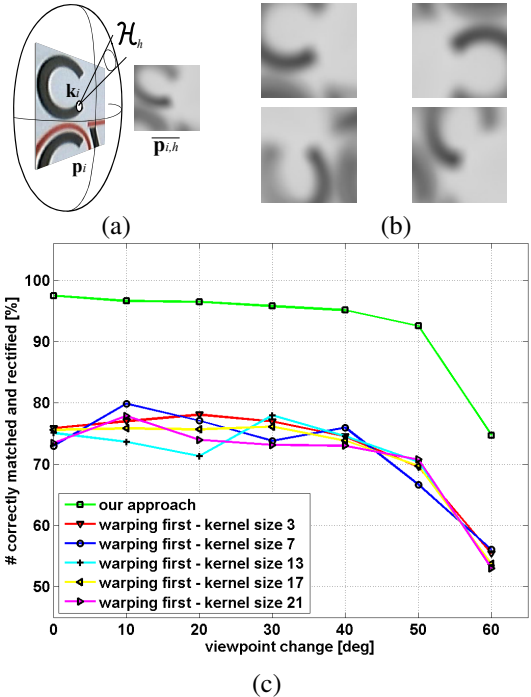 ℋh
ki
pi
p̅i,h
(a)
(b)
# correctly matched and rectified [%]
100
90
80
70
60
50
our approach
warping first - kernel size 3
warping first - kernel size 7
warping first - kernel size 13
warping first - kernel size 17
warping first - kernel size 21
0 10 20 30 40 50 60
viewpoint change [deg]
(c)